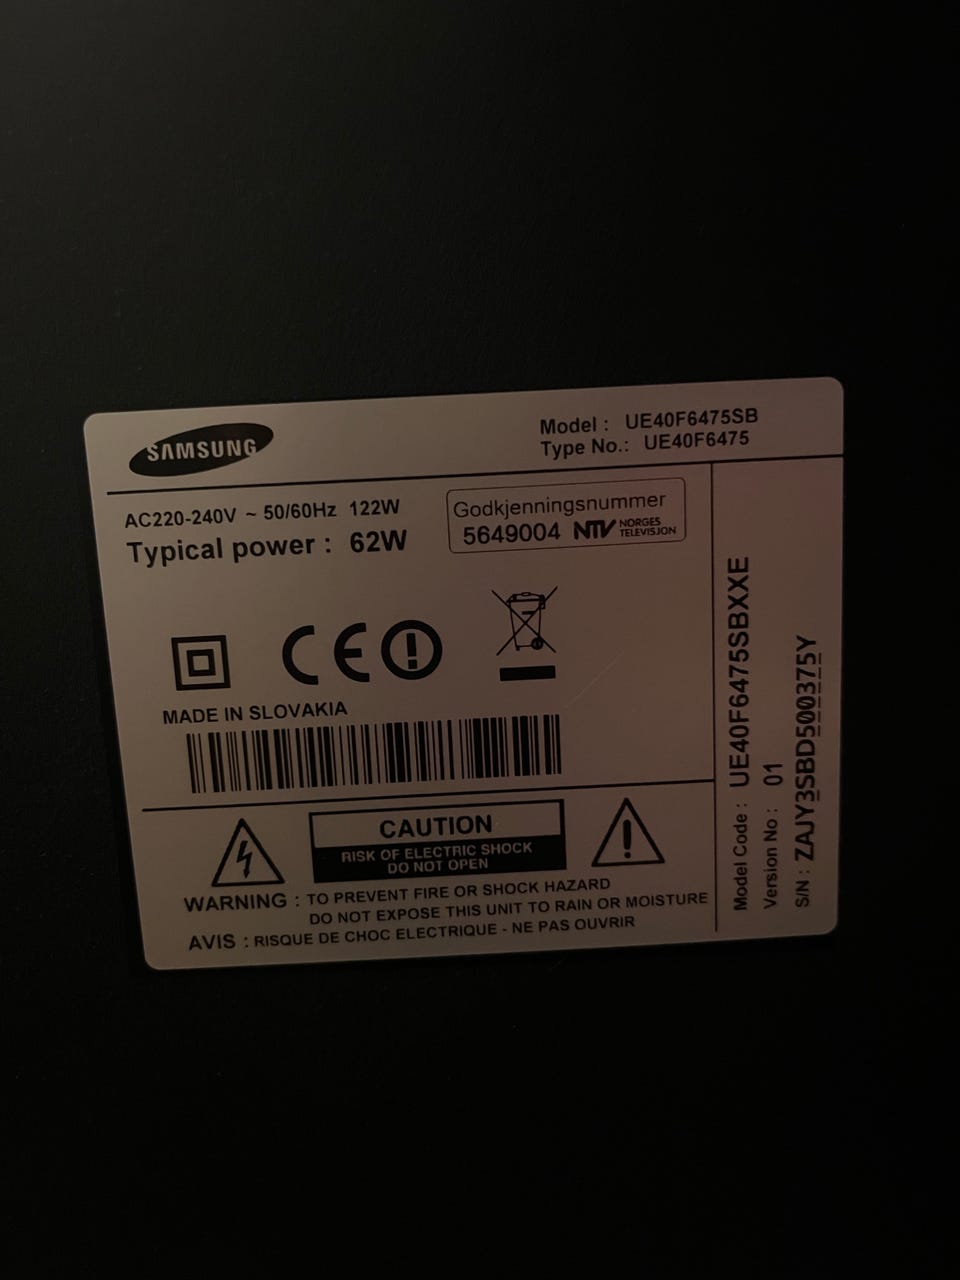 SAMSUNG
Model : UE40F6475SB
Type No.: UE40F6475
AC220-240V ~ 50/60Hz 122W
Typical power : 62W
Godkjenningsnummer
5649004 NTV NORGES TELEVISJON
CE
MADE IN SLOVAKIA
CAUTION
RISK OF ELECTRIC SHOCK
DO NOT OPEN
WARNING : TO PREVENT FIRE OR SHOCK HAZARD
DO NOT EXPOSE THIS UNIT TO RAIN OR MOISTURE
AVIS : RISQUE DE CHOC ELECTRIQUE - NE PAS OUVRIR
Model Code : UE40F6475SBXXE
Version No : 01
S/N : ZAJY3SBD500375Y